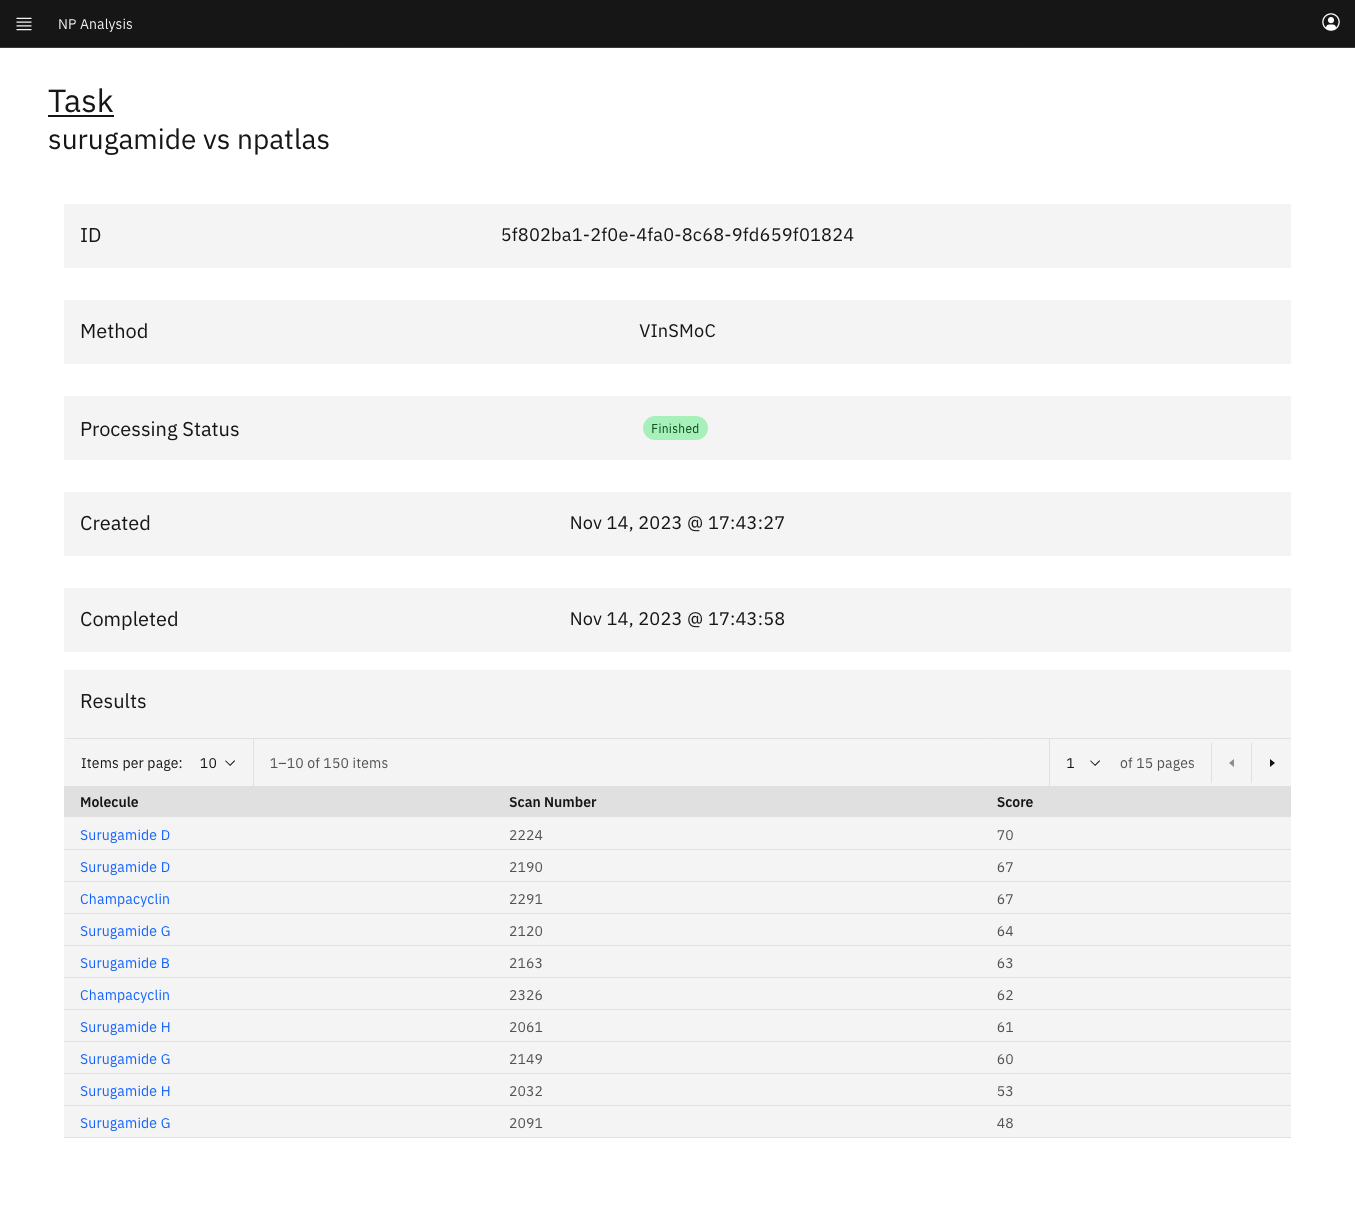 NP Analysis
Task
surugamide vs npatlas
ID 5f802ba1-2f0e-4fa0-8c68-9fd659f01824
Method VInSMoC
Processing Status Finished
Created Nov 14, 2023 @ 17:43:27
Completed Nov 14, 2023 @ 17:43:58
Results
Items per page: 10 1–10 of 150 items 1 of 15 pages
Molecule Scan Number Score
Surugamide D 2224 70
Surugamide D 2190 67
Champacyclin 2291 67
Surugamide G 2120 64
Surugamide B 2163 63
Champacyclin 2326 62
Surugamide H 2061 61
Surugamide G 2149 60
Surugamide H 2032 53
Surugamide G 2091 48